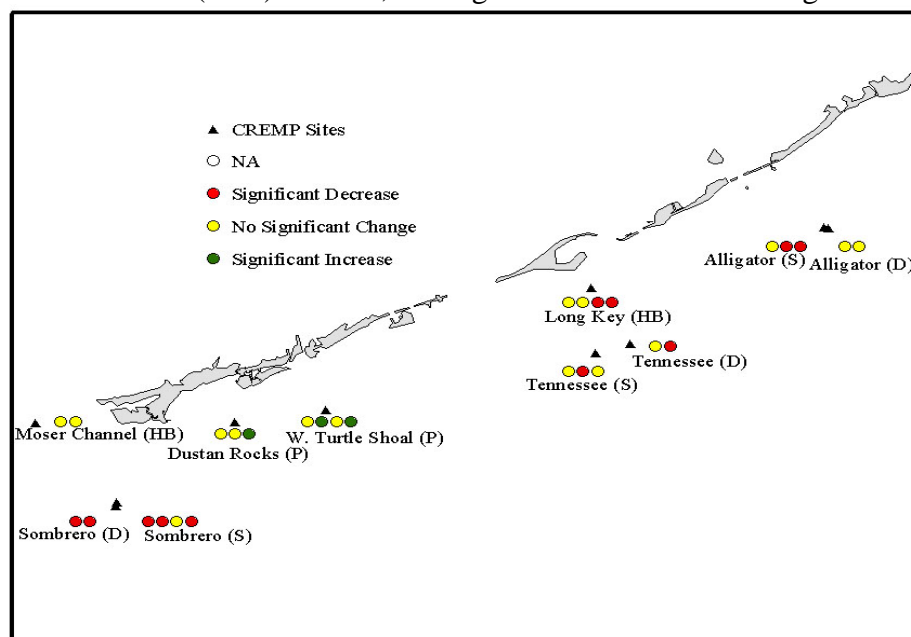 CREMP Sites
NA
Significant Decrease
No Significant Change
Significant Increase
Alligator (S)
Alligator (D)
Long Key (HB)
Tennessee (D)
Tennessee (S)
Moser Channel (HB)
W. Turtle Shoal (P)
Dustan Rocks (P)
Sombrero (D)
Sombrero (S)